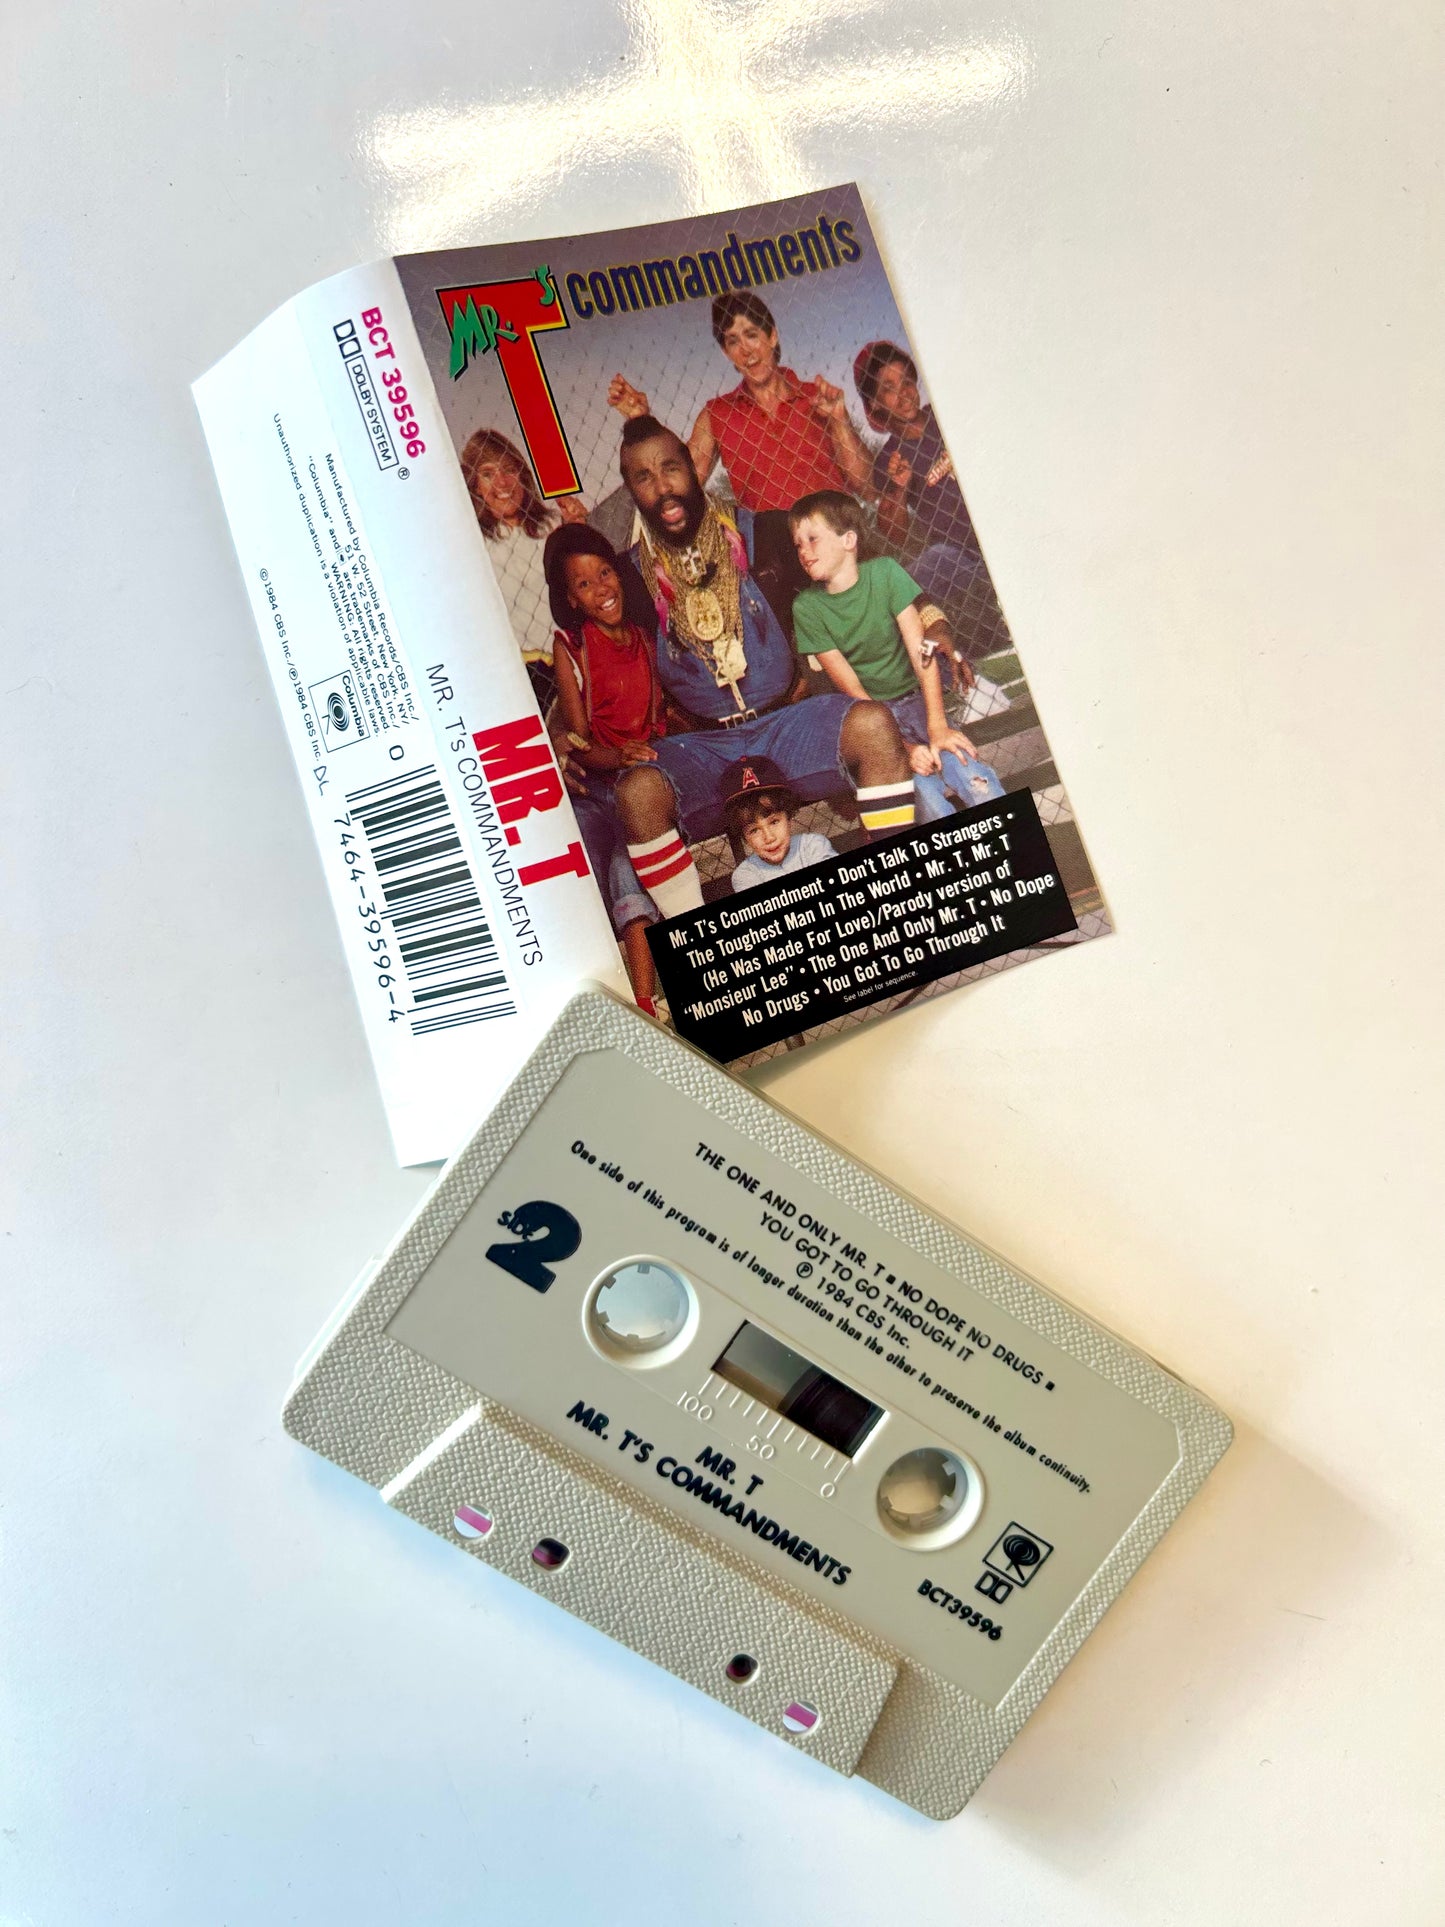 MR. T's commandments
Mr. T's Commandment • Don't Talk To Strangers •
The Toughest Man In The World • Mr. T, Mr. T
(He Was Made For Love)/Parody version of
"Monsieur Lee" • The One And Only Mr. T • No Dope
No Drugs • You Got To Go Through It
See label for sequence.
A
BCT 39596
DOLBY SYSTEM ®
MR. T
MR. T's COMMANDMENTS
Manufactured by Columbia Records/CBS Inc./
51 W. 52 Street, New York, NY/
"Columbia" and are trademarks of CBS Inc./
WARNING: All rights reserved.
Unauthorized duplication is a violation of applicable laws.
© 1984 CBS Inc./℗ 1984 CBS Inc. DL
Columbia
0
7464-39596-4
THE ONE AND ONLY MR. T ■ NO DOPE NO DRUGS ■
YOU GOT TO GO THROUGH IT
℗ 1984 CBS Inc.
One side of this program is of longer duration than the other to preserve the album continuity.
SIDE 2
100 50 0
MR. T
MR. T'S COMMANDMENTS
BCT39596